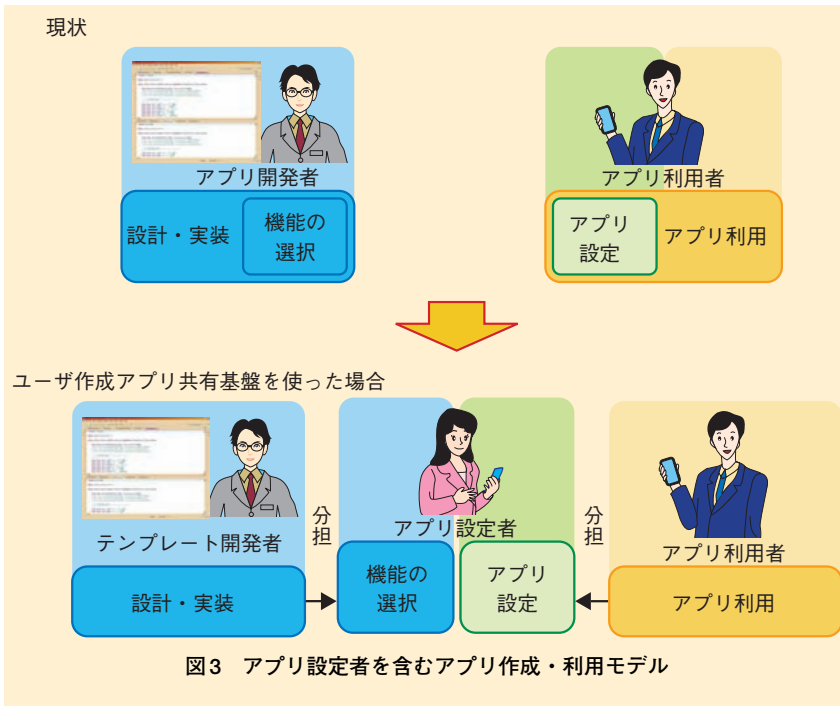 現状
アプリ開発者
アプリ利用者
設計・実装
機能の
選択
アプリ
設定
アプリ利用
ユーザ作成アプリ共有基盤を使った場合
テンプレート開発者
分担
アプリ設定者
分担
アプリ利用者
設計・実装
機能の
選択
アプリ
設定
アプリ利用
図3 アプリ設定者を含むアプリ作成・利用モデル